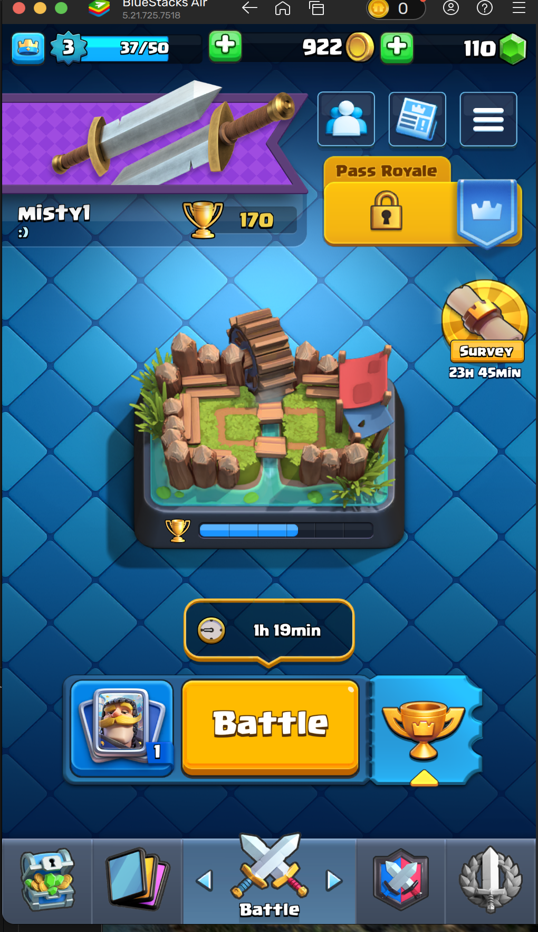 BlueStacks Air
5.21.725.7518
0
3
37/50
922
110
Pass Royale
Misty1
:)
170
Survey
23h 45min
1h 19min
1
Battle
Battle